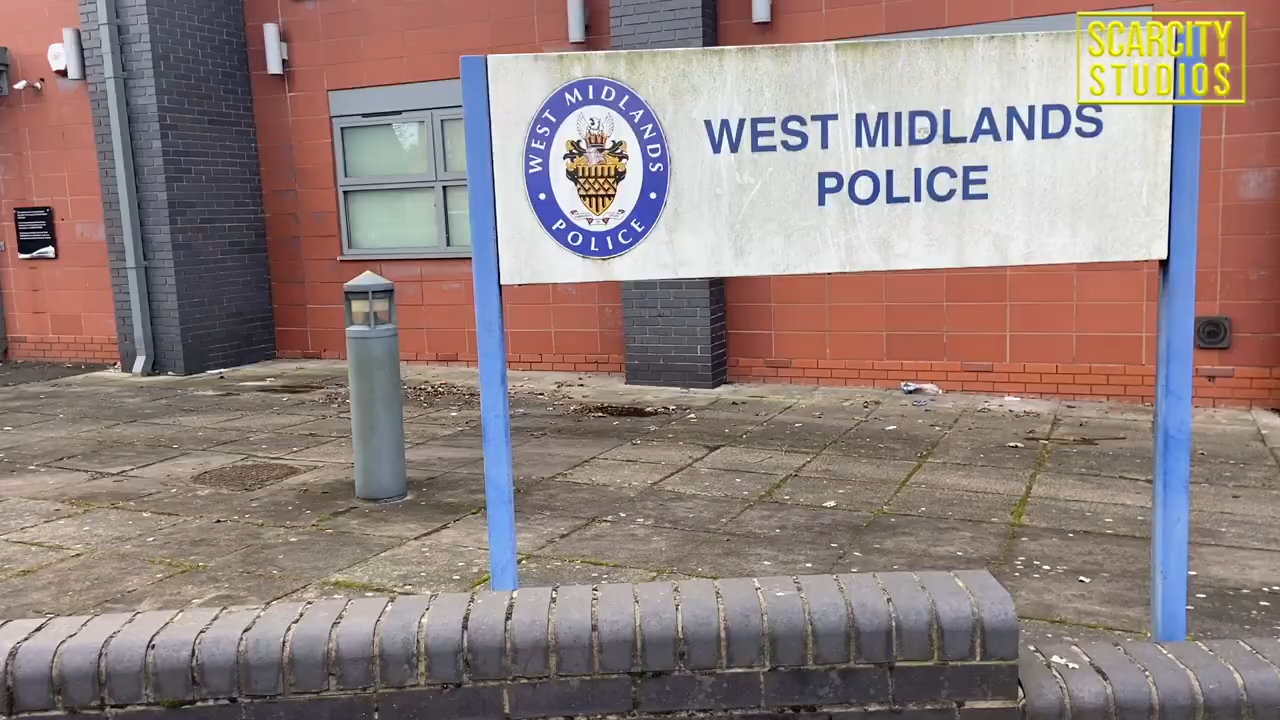 SCARCITY
STUDIOS
WEST MIDLANDS
POLICE
WEST MIDLANDS
POLICE